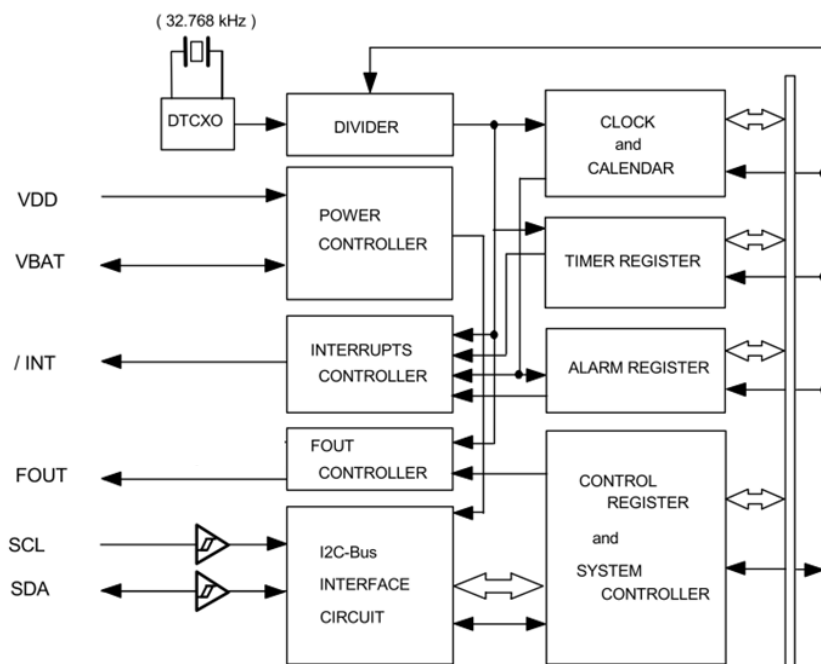 ( 32.768 kHz )
DTCXO
DIVIDER
CLOCK
and
CALENDAR
VDD
VBAT
POWER
CONTROLLER
TIMER REGISTER
/ INT
INTERRUPTS
CONTROLLER
ALARM REGISTER
FOUT
FOUT
CONTROLLER
CONTROL
REGISTER
and
SYSTEM
CONTROLLER
SCL
SDA
I2C-Bus
INTERFACE
CIRCUIT